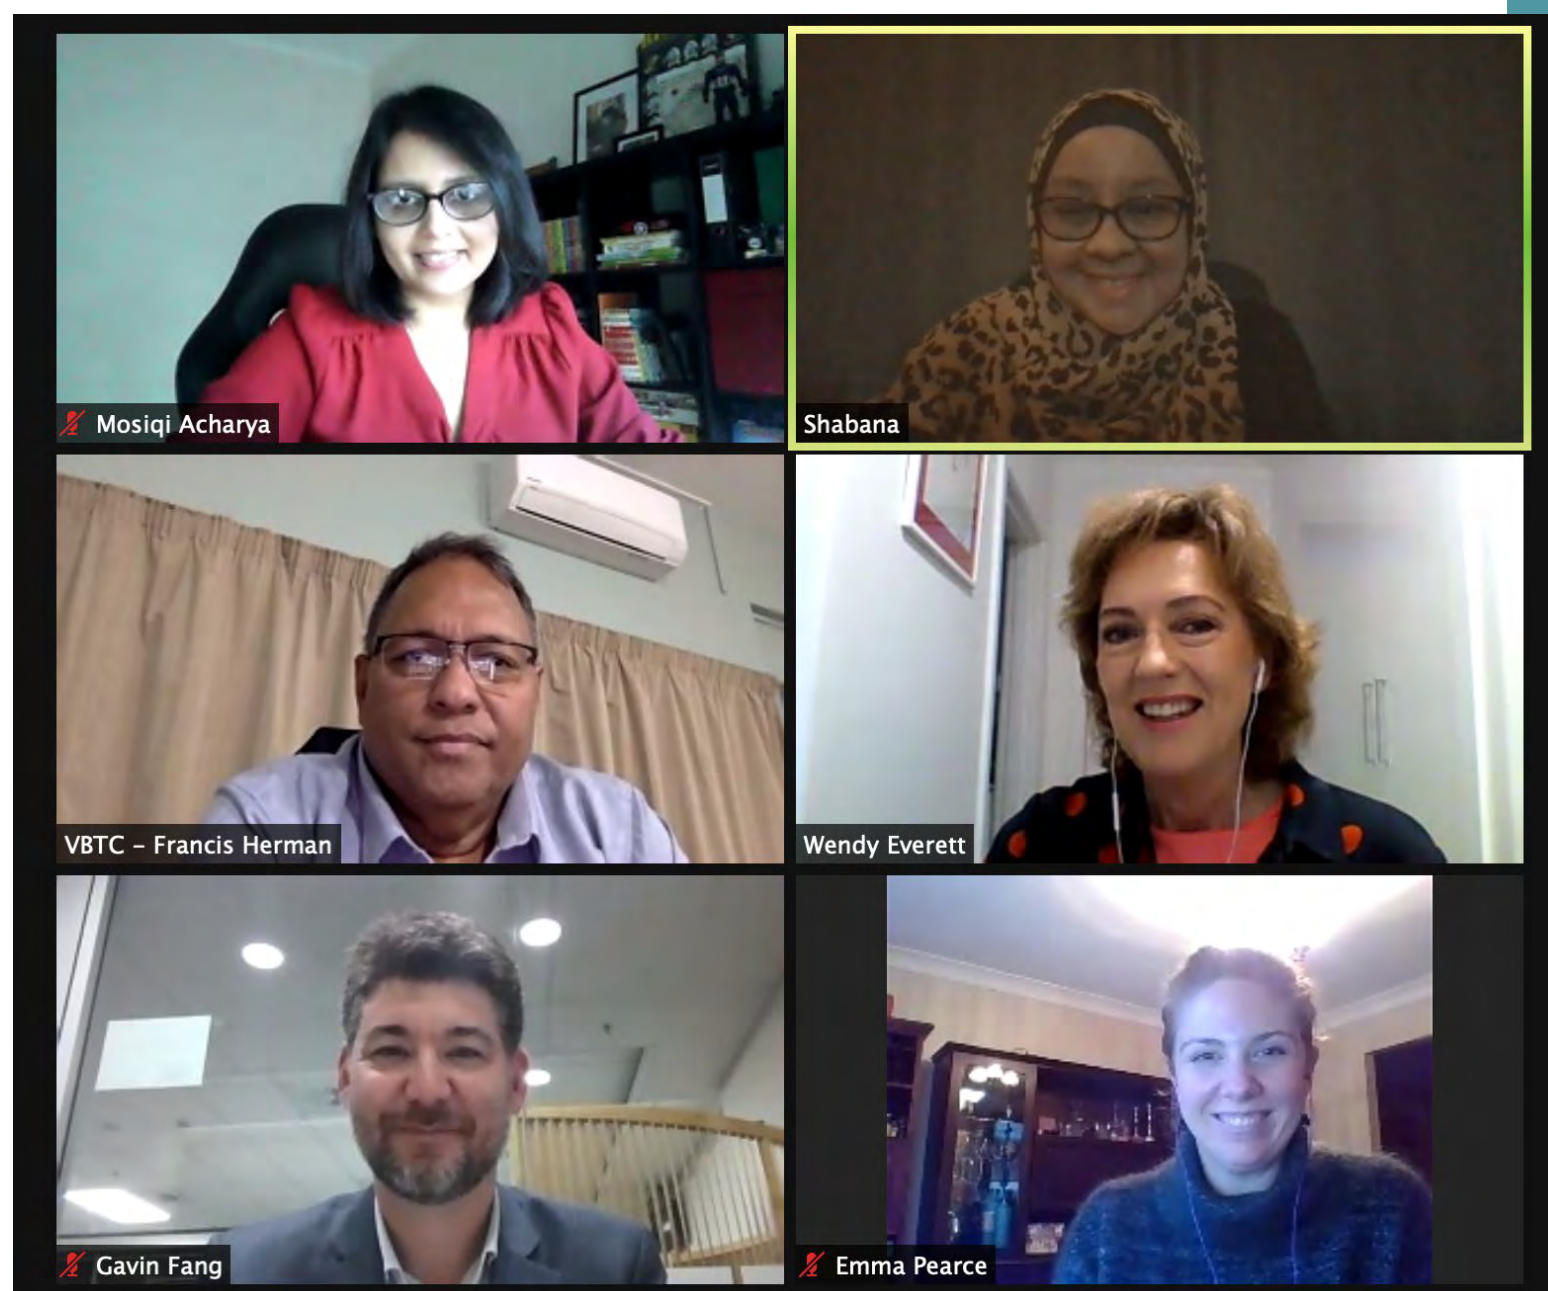 Mosiqi Acharya
Shabana
VBTC – Francis Herman
Wendy Everett
Gavin Fang
Emma Pearce